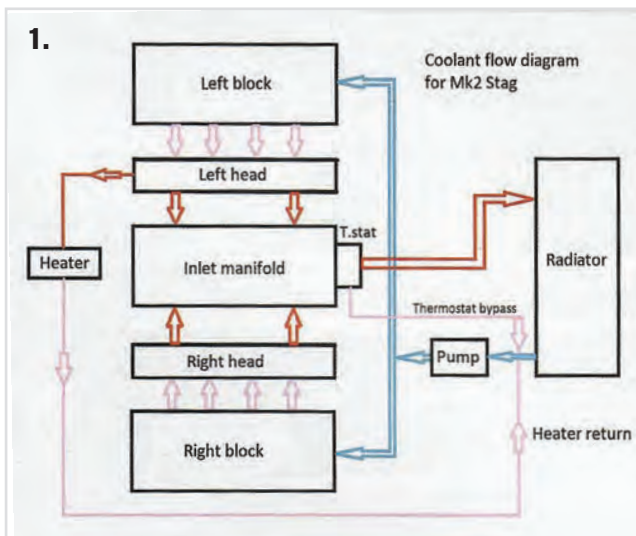 1.
Coolant flow diagram
for Mk2 Stag
Left block
Left head
T.stat
Heater
Inlet manifold
Radiator
Thermostat bypass
Right head
Pump
Right block
Heater return